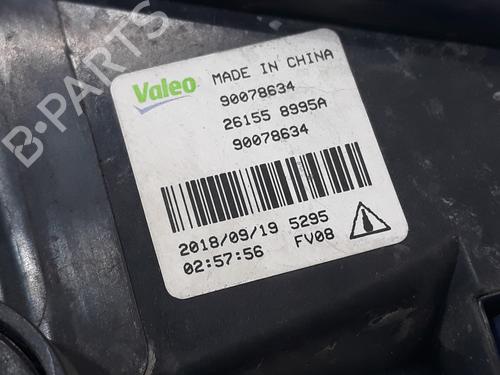 B-PARTS
Valeo MADE IN CHINA
90078634
26155 8995A
90078634
2018/09/19 5295
02:57:56 FV08